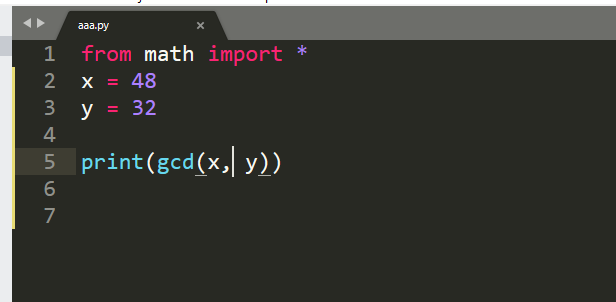 aaa.py ×
1 from math import *
2 x = 48
3 y = 32
4
5 print(gcd(x, y))
6
7